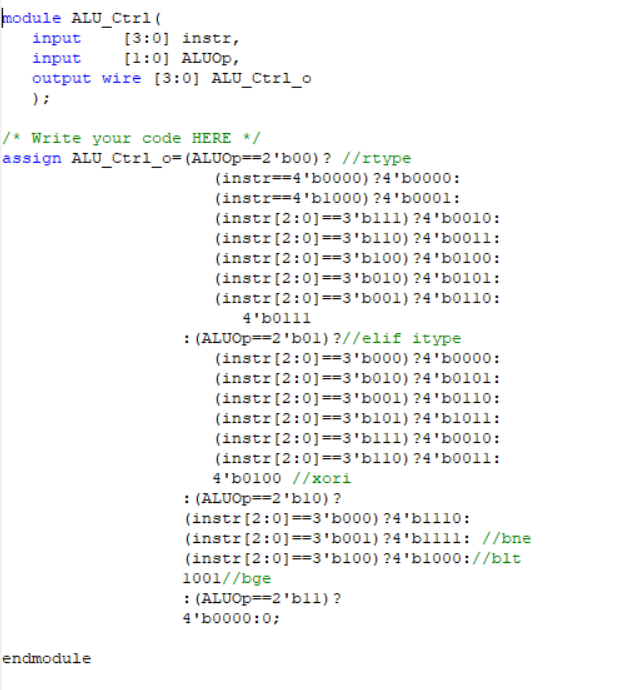 module ALU_Ctrl(
input [3:0] instr,
input [1:0] ALUOp,
output wire [3:0] ALU_Ctrl_o
);
/* Write your code HERE */
assign ALU_Ctrl_o=(ALUOp==2'b00)? //rtype
(instr==4'b0000)?4'b0000:
(instr==4'b1000)?4'b0001:
(instr[2:0]==3'b111)?4'b0010:
(instr[2:0]==3'b110)?4'b0011:
(instr[2:0]==3'b100)?4'b0100:
(instr[2:0]==3'b010)?4'b0101:
(instr[2:0]==3'b001)?4'b0110:
4'b0111
:(ALUOp==2'b01)?//elif itype
(instr[2:0]==3'b000)?4'b0000:
(instr[2:0]==3'b010)?4'b0101:
(instr[2:0]==3'b001)?4'b0110:
(instr[2:0]==3'b101)?4'b1011:
(instr[2:0]==3'b111)?4'b0010:
(instr[2:0]==3'b110)?4'b0011:
4'b0100 //xori
:(ALUOp==2'b10)?
(instr[2:0]==3'b000)?4'b1110:
(instr[2:0]==3'b001)?4'b1111: //bne
(instr[2:0]==3'b100)?4'b1000://blt
1001//bge
:(ALUOp==2'b11)?
4'b0000:0;
endmodule